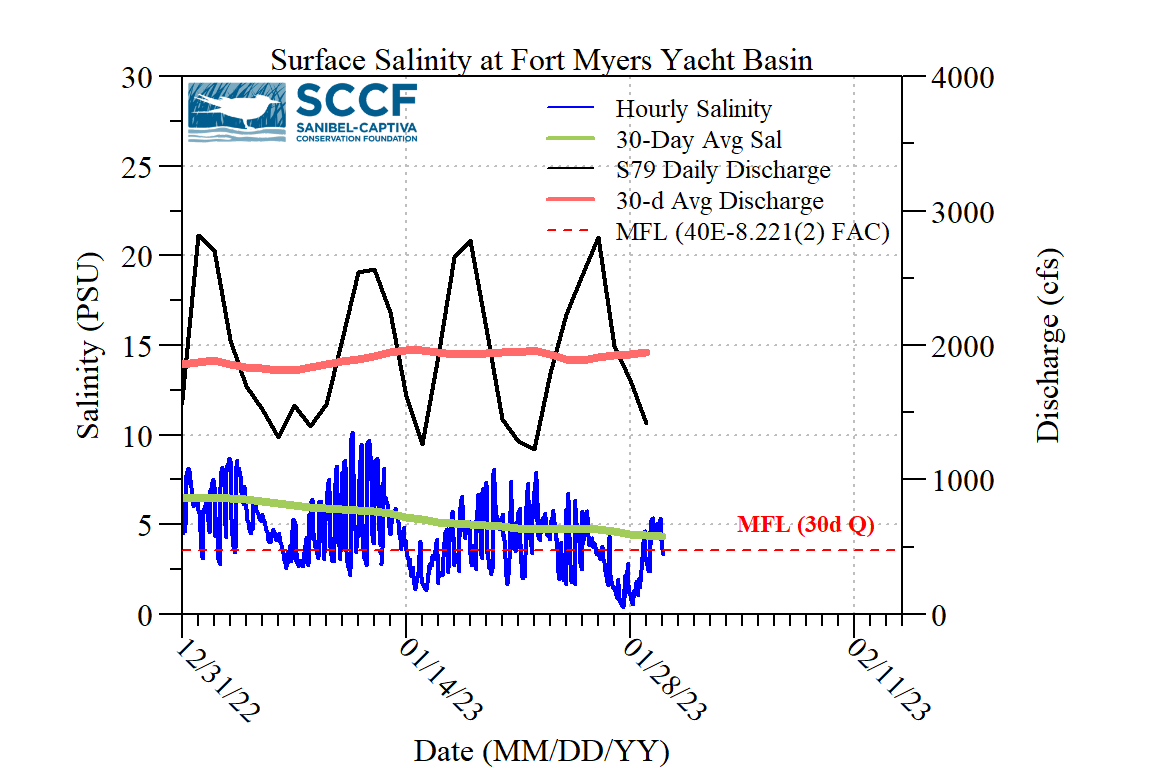 Surface Salinity at Fort Myers Yacht Basin
SCCF
SANIBEL-CAPTIVA
CONSERVATION FOUNDATION
Hourly Salinity
30-Day Avg Sal
S79 Daily Discharge
30-d Avg Discharge
MFL (40E-8.221(2) FAC)
30
25
20
15
10
5
0
Salinity (PSU)
4000
3000
2000
1000
0
Discharge (cfs)
MFL (30d Q)
12/31/22
01/14/23
01/28/23
02/11/23
Date (MM/DD/YY)